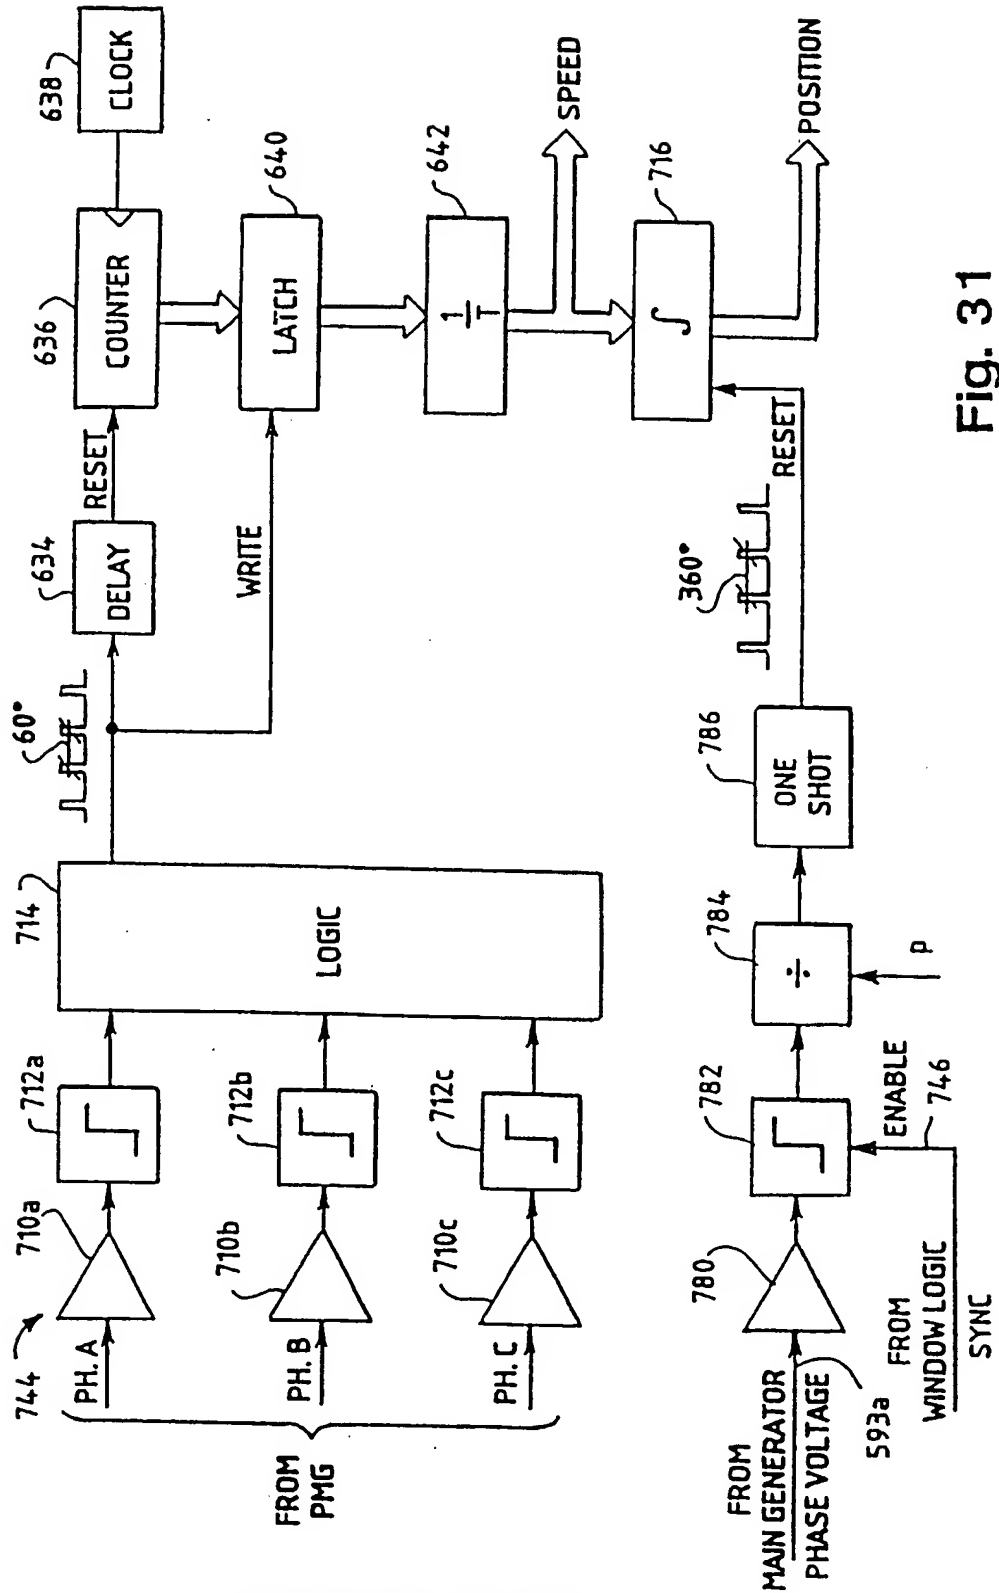 744
PH. A
710a
712a
714
60°
634
DELAY
RESET
636
COUNTER
638
CLOCK
FROM
PMG
PH. B
710b
712b
LOGIC
WRITE
LATCH
640
PH. C
710c
712c
1
T
642
SPEED
∫
716
POSITION
FROM
MAIN GENERATOR
PHASE VOLTAGE
593a
780
782
784
÷
P
786
ONE
SHOT
360°
RESET
FROM
WINDOW LOGIC
SYNC
ENABLE
746
Fig. 31